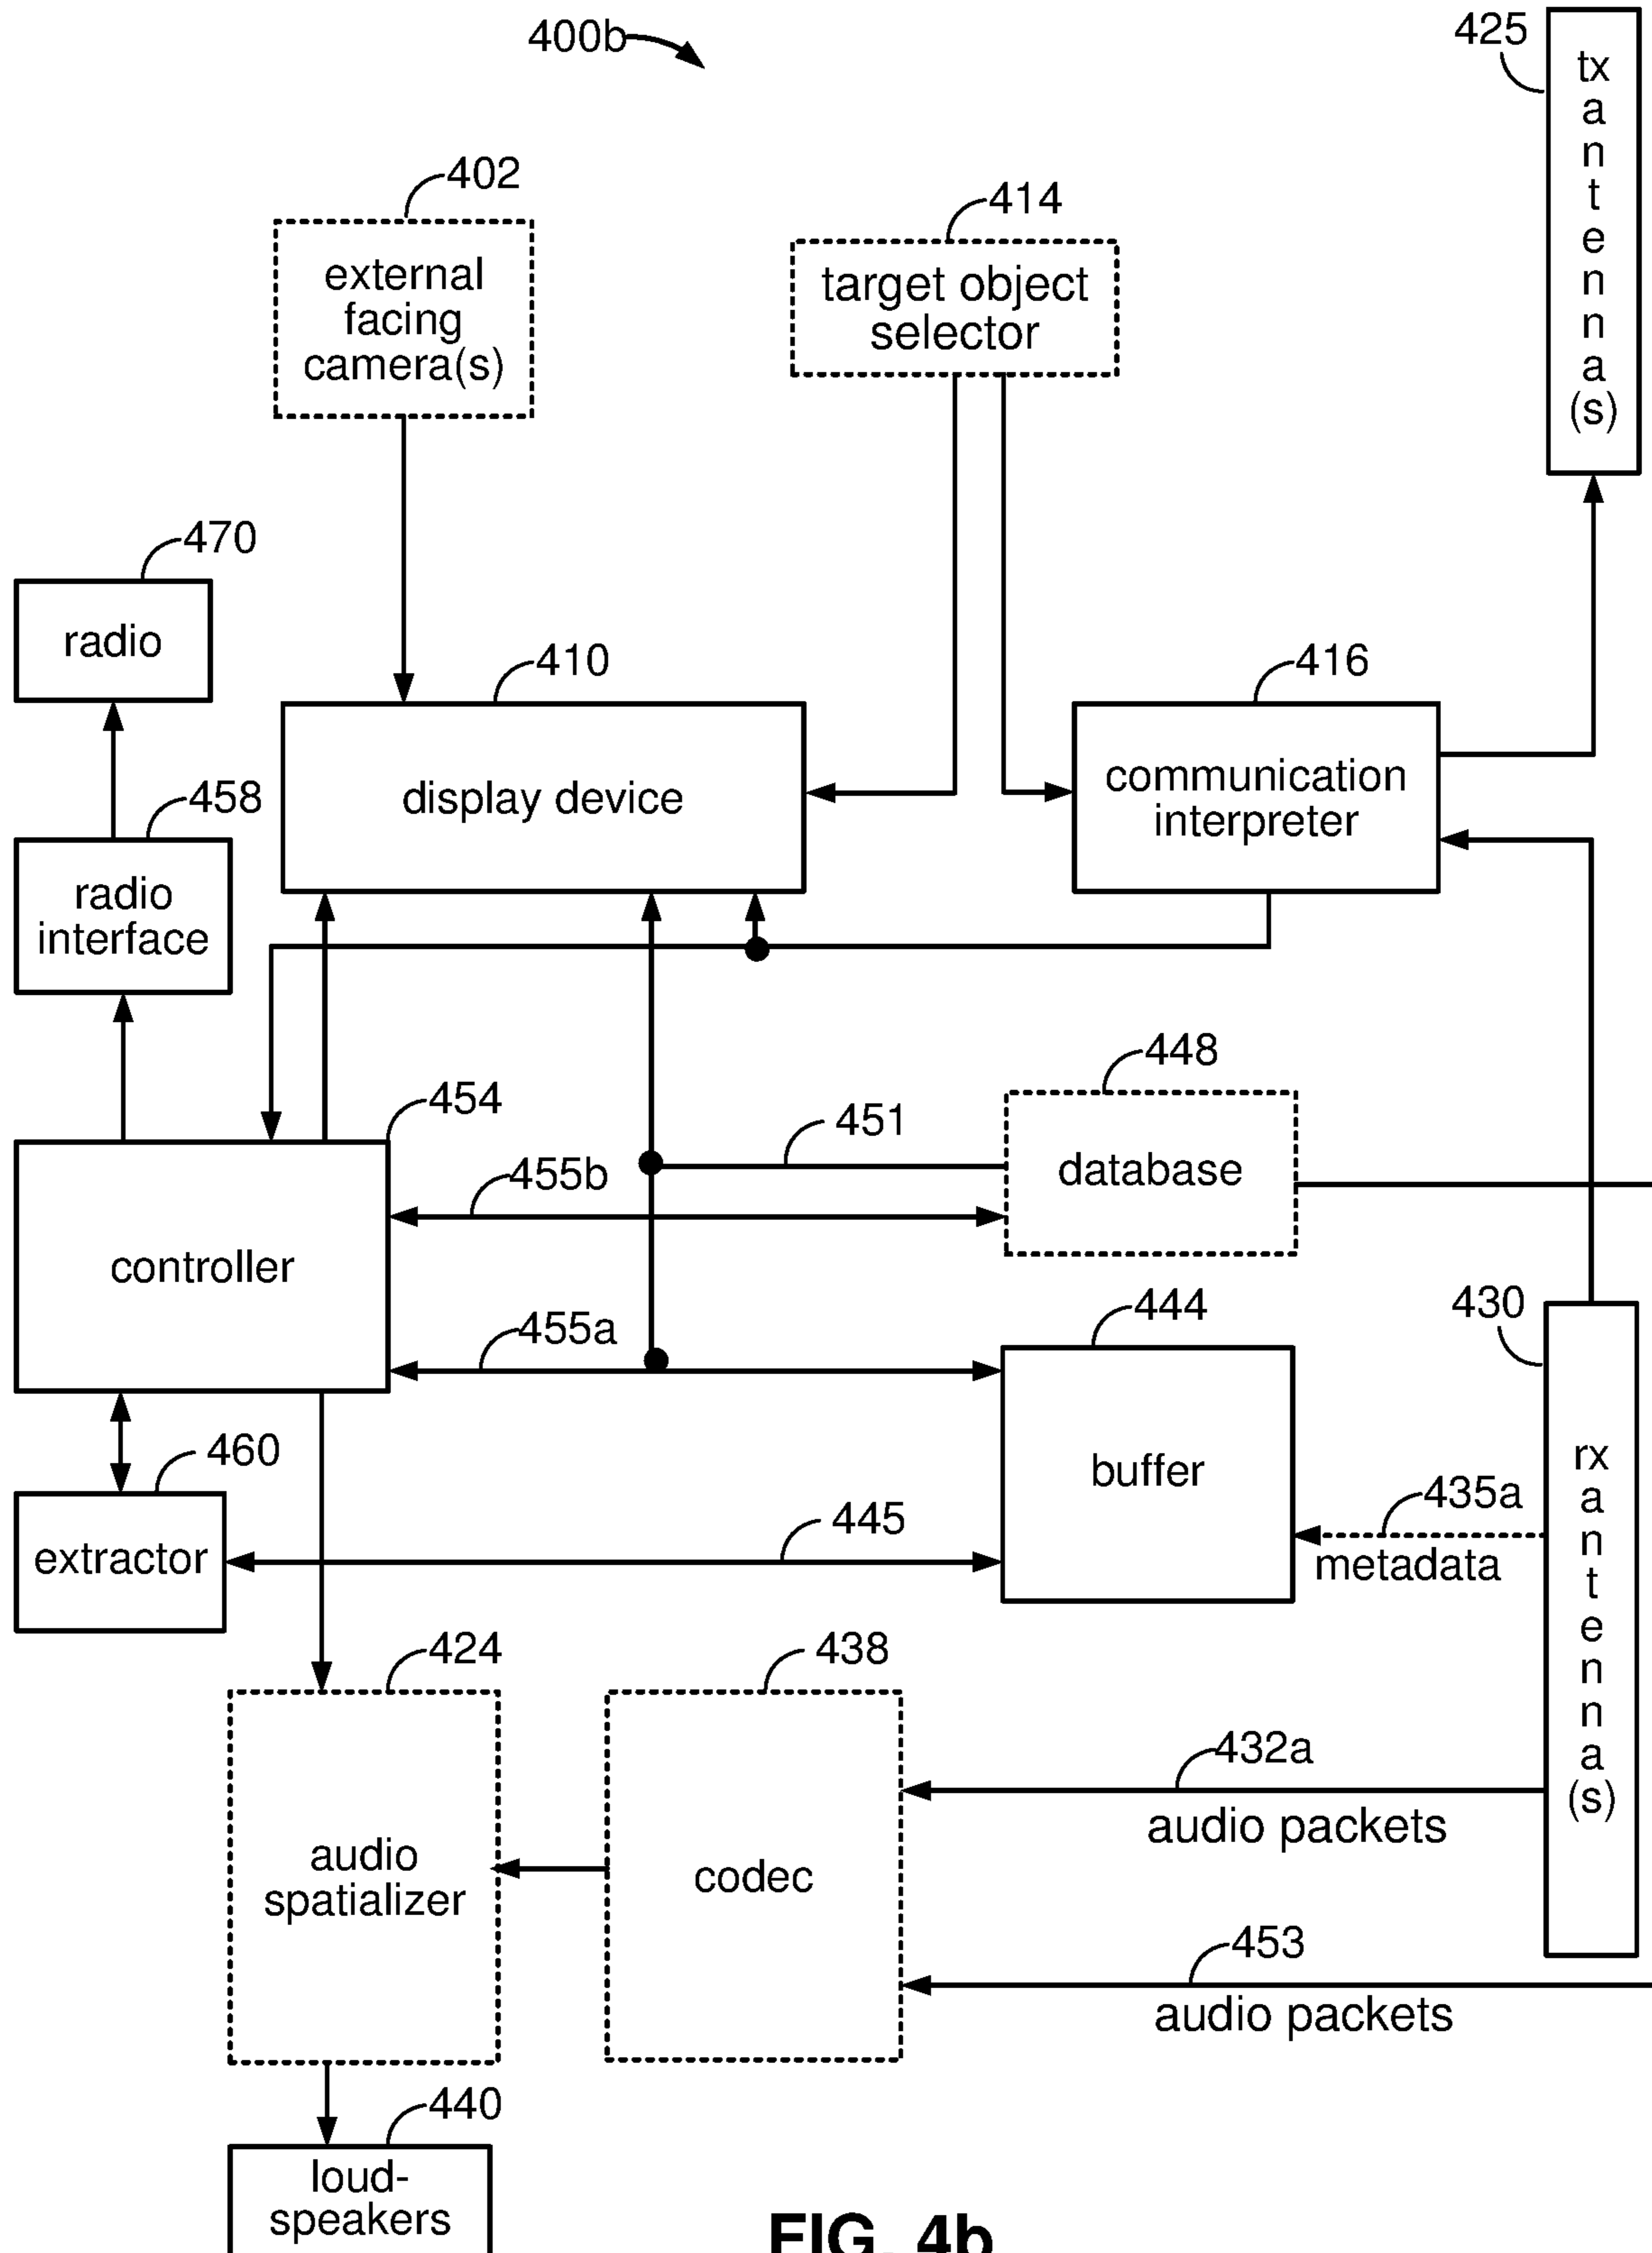 400b
425
tx
a
n
t
e
n
n
a
(s)
402
external
facing
camera(s)
414
target object
selector
470
radio
410
display device
416
communication
interpreter
458
radio
interface
448
database
454
controller
451
455b
455a
444
buffer
430
rx
a
n
t
e
n
n
a
(s)
460
extractor
445
435a
metadata
424
audio
spatializer
438
codec
432a
audio packets
453
audio packets
440
loud-
speakers
FIG. 4b